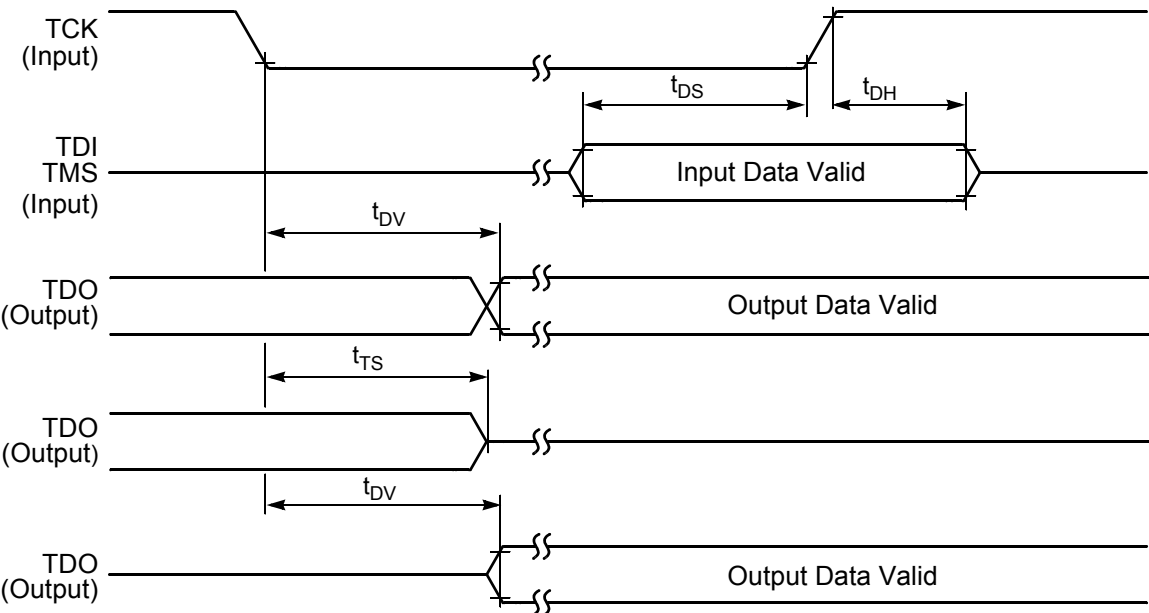 TCK
(Input)
tDS
tDH
TDI
TMS
(Input)
Input Data Valid
tDV
TDO
(Output)
Output Data Valid
tTS
TDO
(Output)
tDV
TDO
(Output)
Output Data Valid